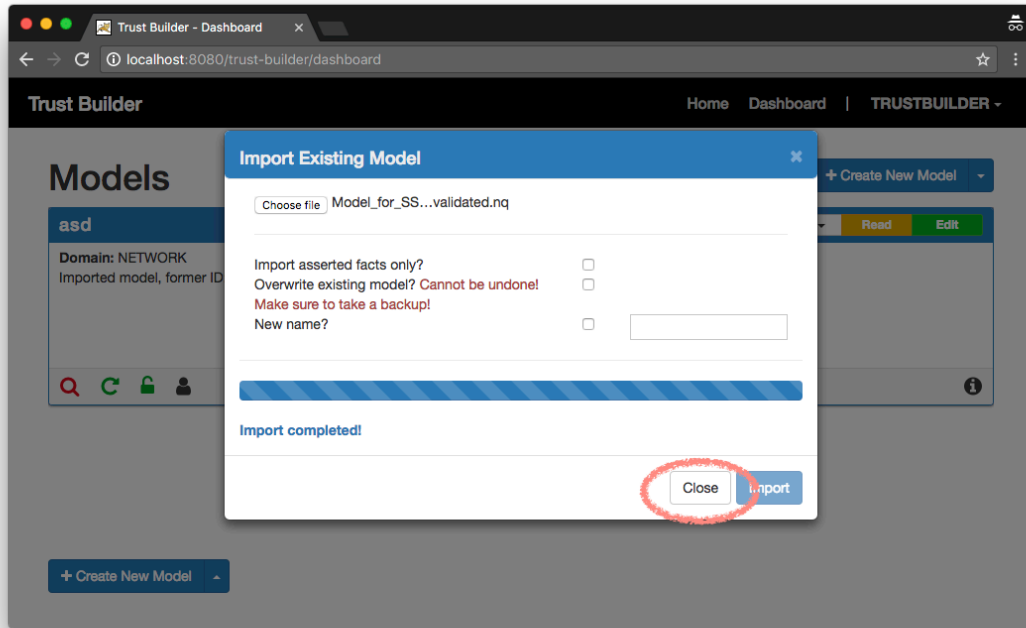 Trust Builder - Dashboard
localhost:8080/trust-builder/dashboard
Trust Builder
Home Dashboard | TRUSTBUILDER
Models
+ Create New Model
asd
Read Edit
Domain: NETWORK
Imported model, former ID
Import Existing Model
Choose file Model_for_SS...validated.nq
Import asserted facts only?
Overwrite existing model? Cannot be undone!
Make sure to take a backup!
New name?
Import completed!
Close Import
+ Create New Model